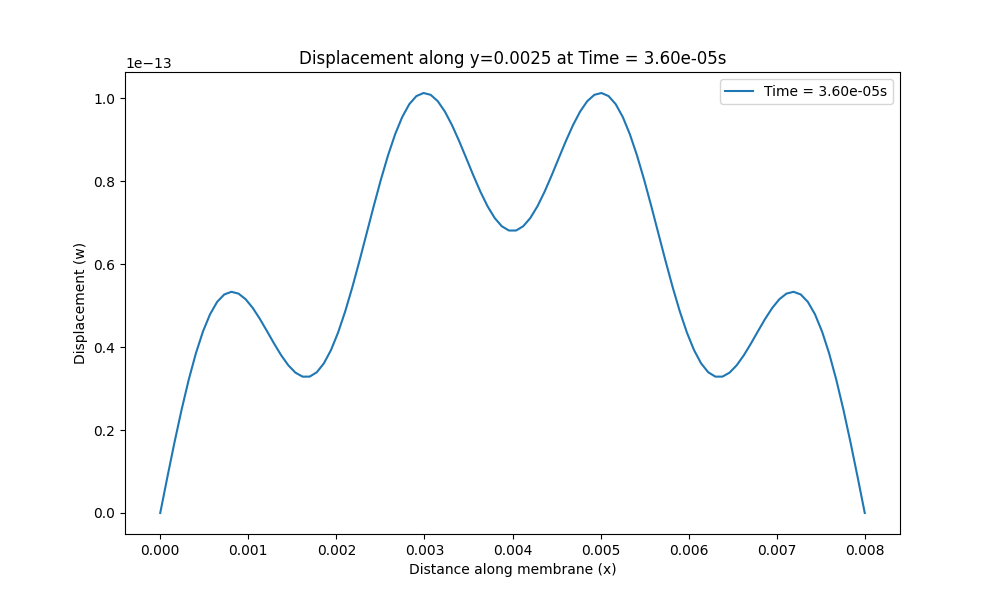 Displacement along y=0.0025 at Time = 3.60e-05s
1e−13
Time = 3.60e-05s
1.0
0.8
0.6
0.4
0.2
0.0
Displacement (w)
0.000 0.001 0.002 0.003 0.004 0.005 0.006 0.007 0.008
Distance along membrane (x)